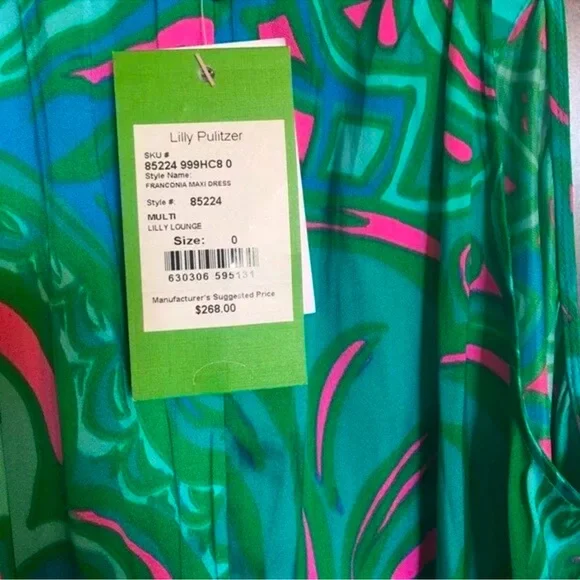 Lilly Pulitzer
SKU #
85224 999HC8 0
Style Name:
FRANCONIA MAXI DRESS
Style #: 85224
MULTI
LILLY LOUNGE
Size: 0
630306 595131
Manufacturer's Suggested Price
$268.00